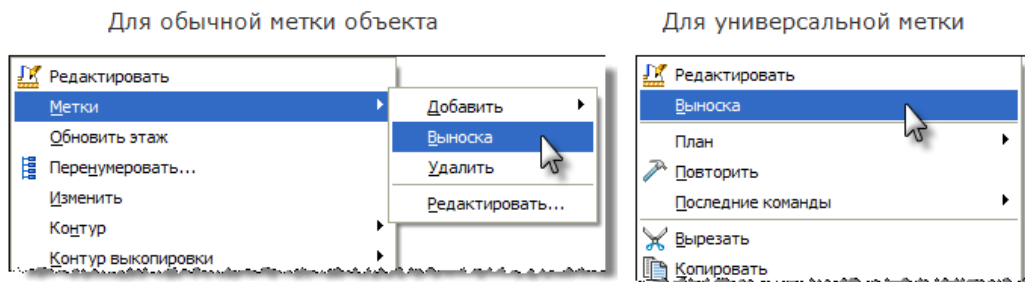 Для обычной метки объекта
Редактировать
Метки
Обновить этаж
Перенумеровать...
Изменить
Контур
Контур выкопировки
Добавить
Выноска
Удалить
Редактировать...
Для универсальной метки
Редактировать
Выноска
План
Повторить
Последние команды
Вырезать
Копировать